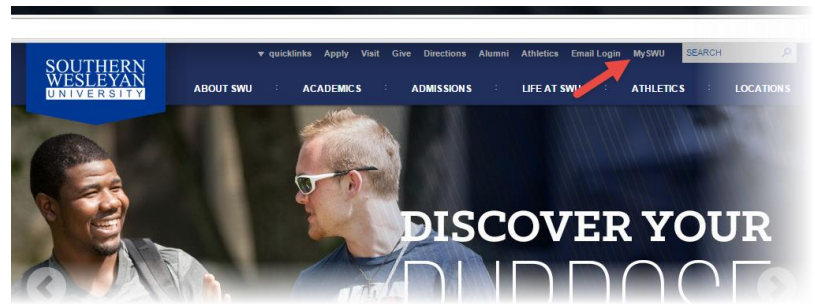 ▼ quicklinks Apply Visit Give Directions Alumni Athletics Email Login MySWU SEARCH
SOUTHERN
WESLEYAN
UNIVERSITY
ABOUT SWU : ACADEMICS : ADMISSIONS : LIFE AT SWU : ATHLETICS : LOCATIONS
DISCOVER YOUR
PURPOSE